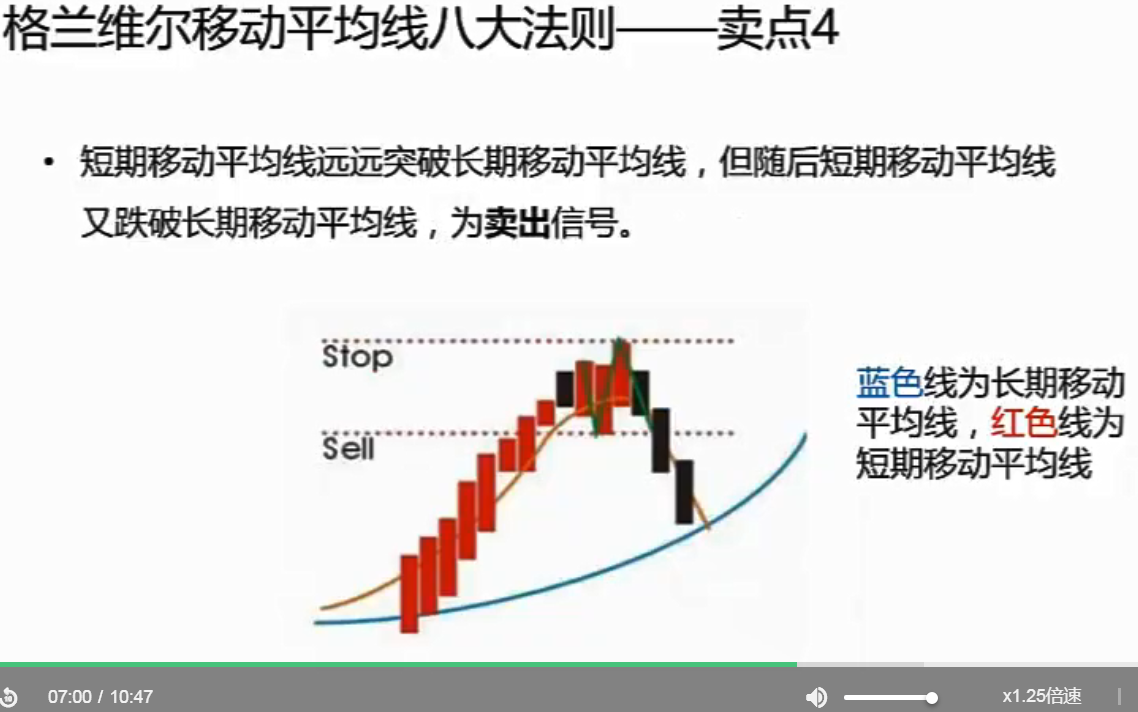 格兰维尔移动平均线八大法则——卖点4
• 短期移动平均线远远突破长期移动平均线，但随后短期移动平均线
又跌破长期移动平均线，为卖出信号。
Stop
Sell
蓝色线为长期移动
平均线，红色线为
短期移动平均线
10
07:00 / 10:47
x1.25倍速